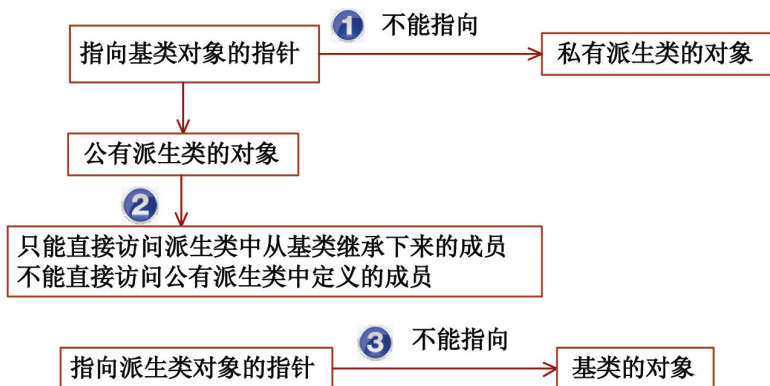 1 不能指向
指向基类对象的指针
私有派生类的对象
公有派生类的对象
2
只能直接访问派生类中从基类继承下来的成员
不能直接访问公有派生类中定义的成员
3 不能指向
指向派生类对象的指针
基类的对象